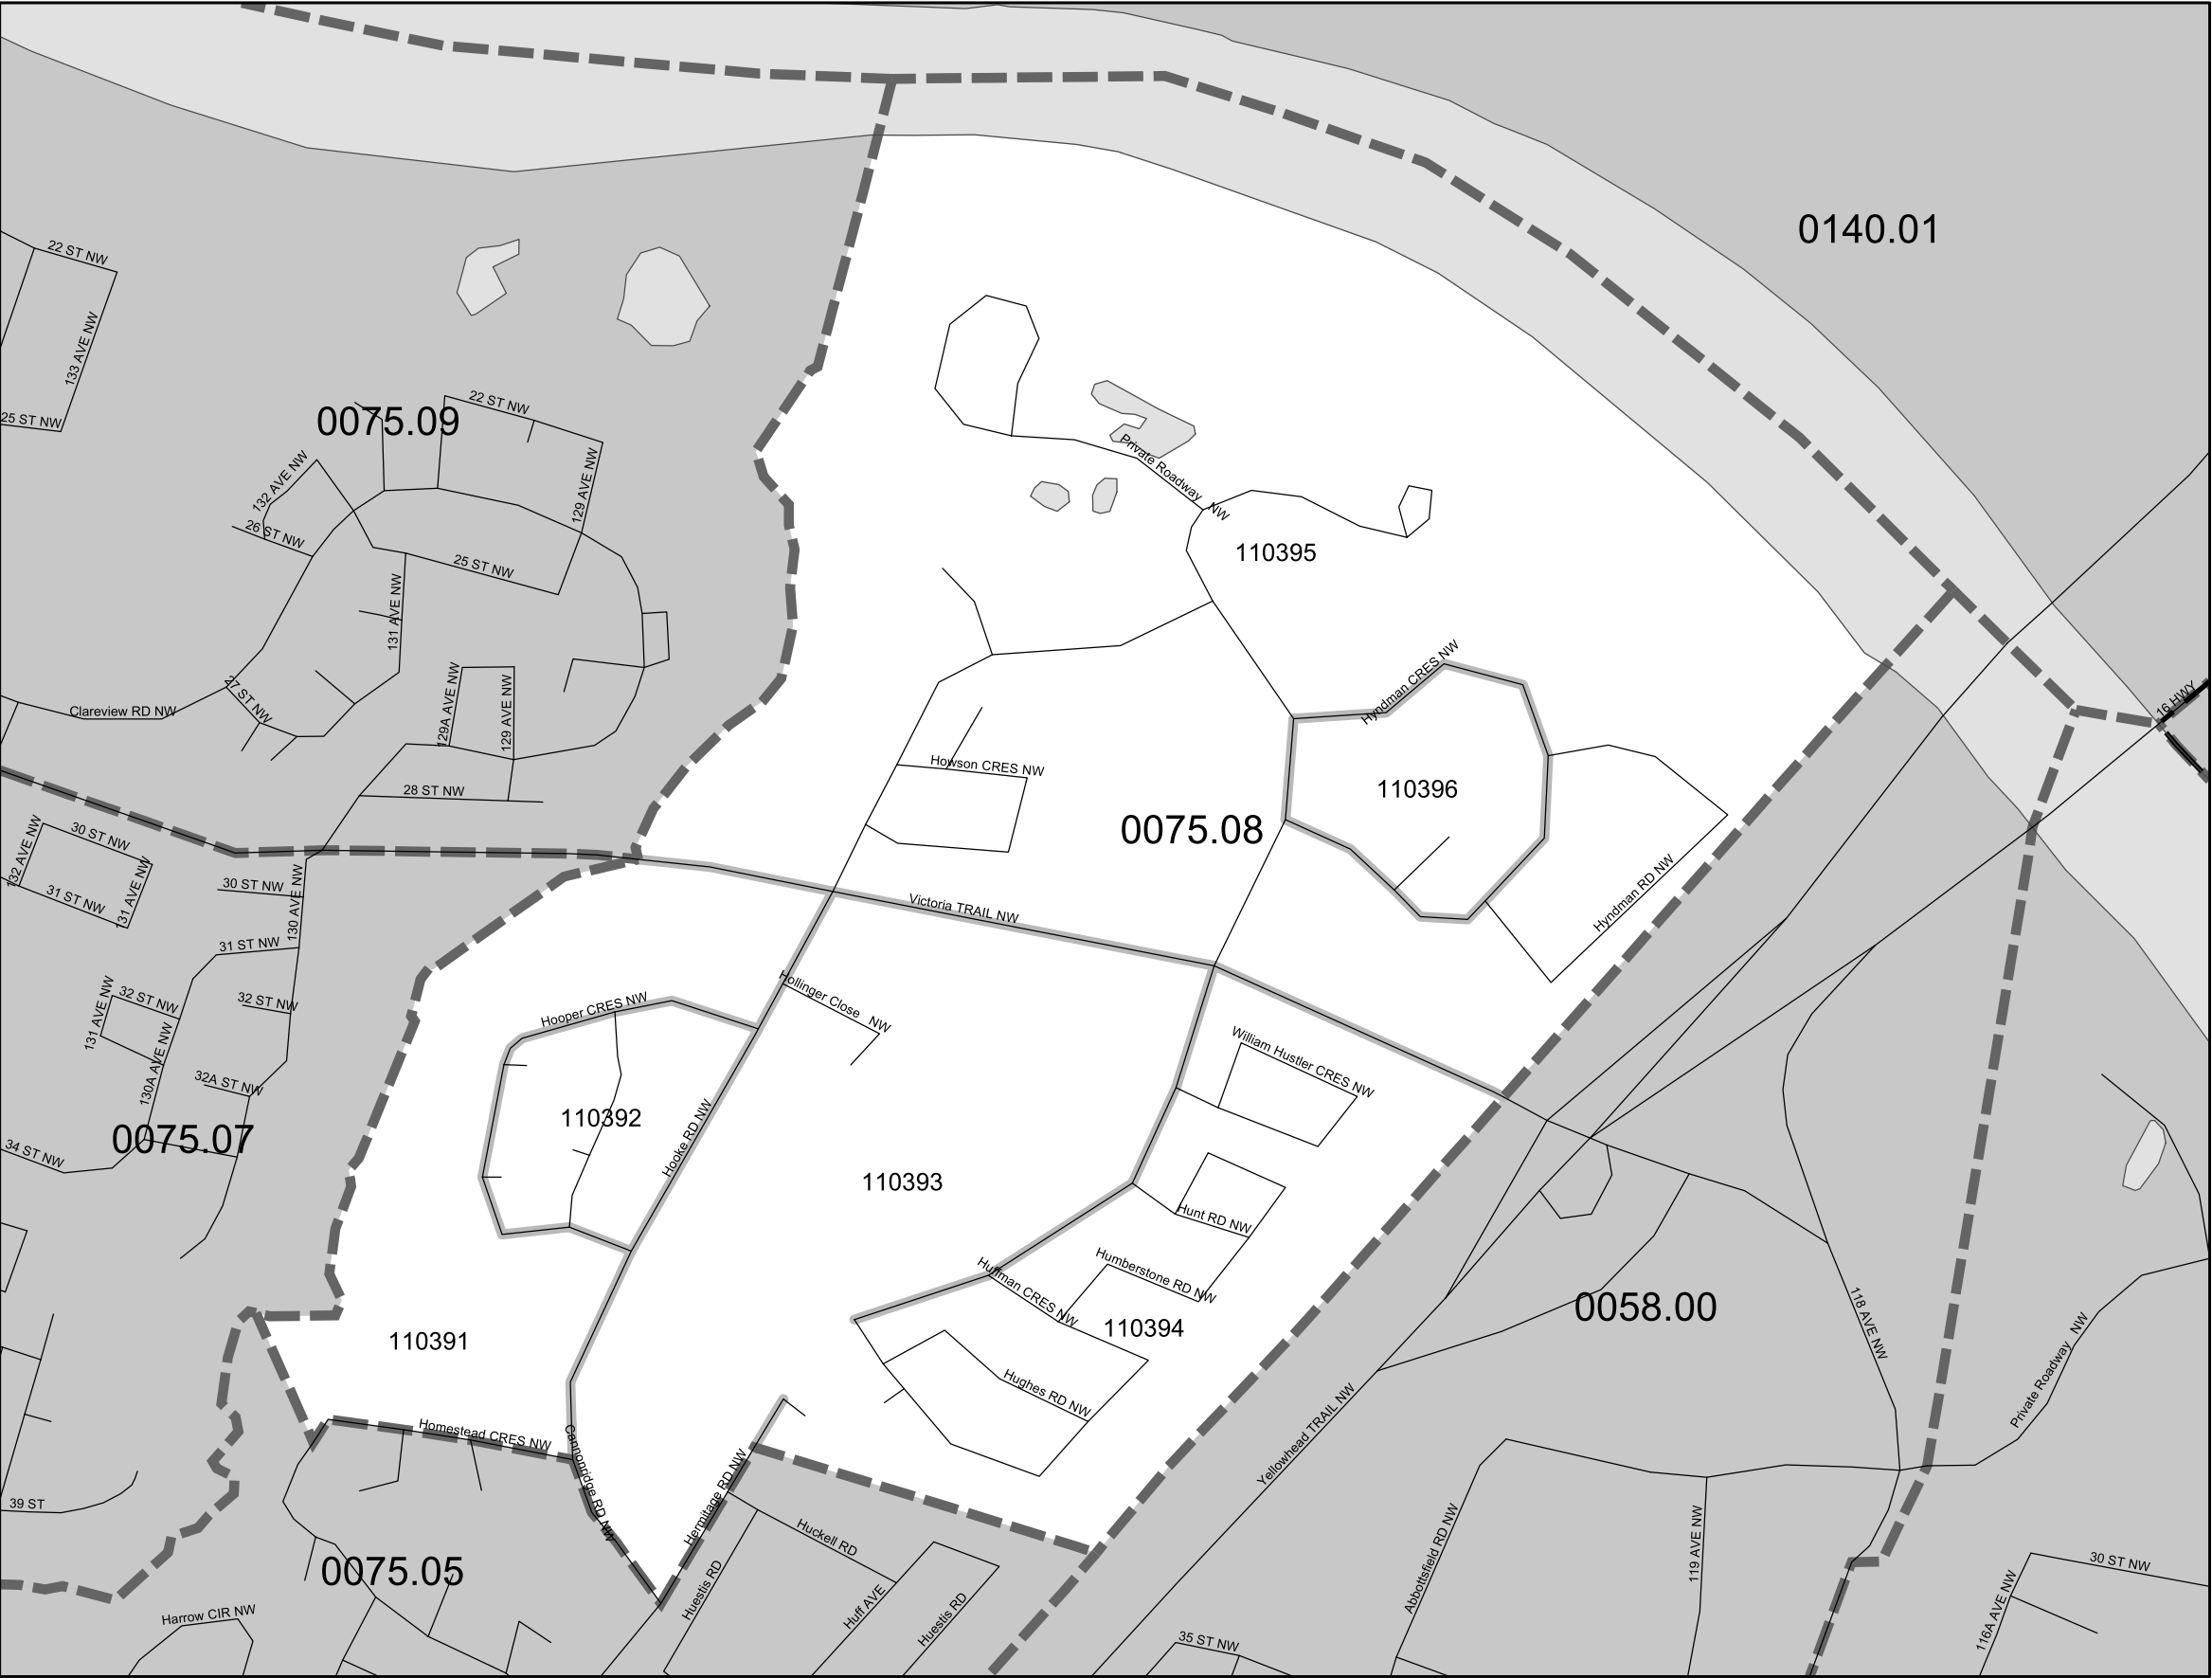 0140.01
22 ST NW
133 AVE NW
25 ST NW
0075.09
22 ST NW
132 AVE NW
129 AVE NW
26 ST NW
25 ST NW
131 AVE NW
Private Roadway NW
110395
27 ST NW
Clareview RD NW
129A AVE NW
129 AVE NW
28 ST NW
Hyndman CRES NW
16 HWY
Howson CRES NW
110396
0075.08
132 AVE NW
30 ST NW
131 AVE NW
31 ST NW
30 ST NW
130 AVE NW
Victoria TRAIL NW
Hyndman RD NW
31 ST NW
32 ST NW
131 AVE NW
32 ST NW
130A AVE NW
32A ST NW
Hooper CRES NW
Hollinger Close NW
William Hustler CRES NW
110392
Hooke RD NW
0075.07
34 ST NW
110393
Hunt RD NW
Humberstone RD NW
Huffman CRES NW
110394
0058.00
118 AVE NW
Private Roadway NW
110391
Hughes RD NW
Homestead CRES NW
Cannonridge RD NW
Hermitage RD NW
Yellowhead TRAIL NW
39 ST
0075.05
Huckell RD
Huestis RD
Huff AVE
Huestis RD
Abbottsfield RD NW
119 AVE NW
30 ST NW
116A AVE NW
Harrow CIR NW
35 ST NW